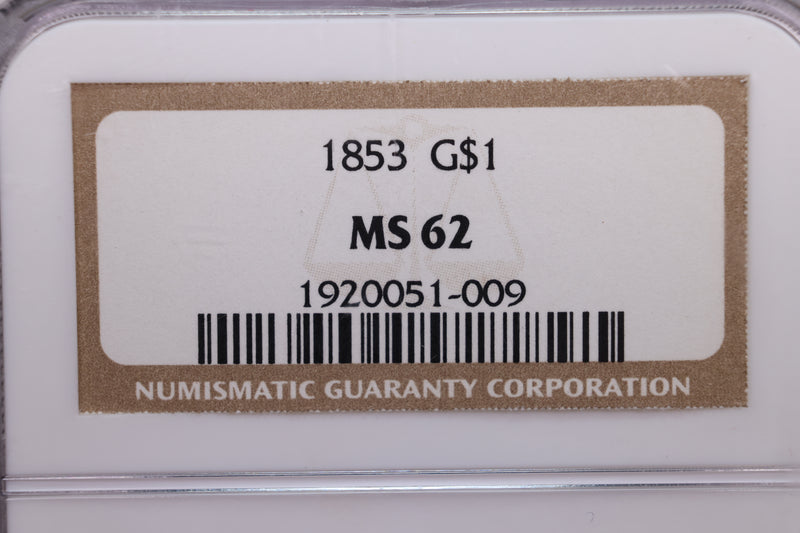 1853 G$1
MS 62
1920051-009
NUMISMATIC GUARANTY CORPORATION